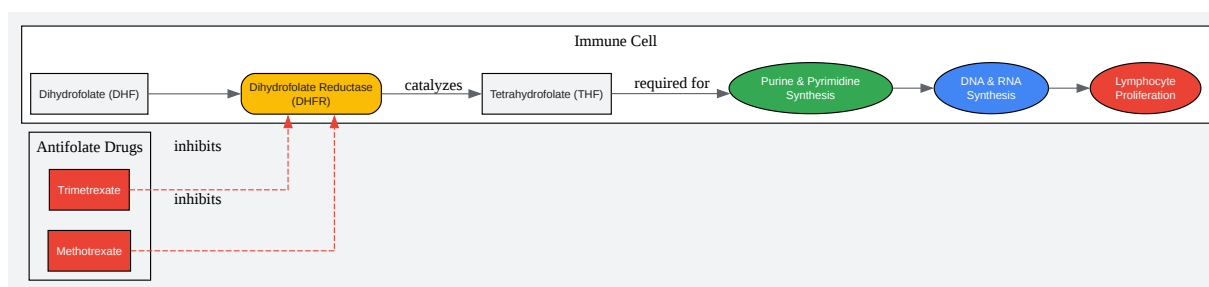 Immune Cell
Dihydrofolate (DHF)
Dihydrofolate Reductase
(DHFR)
catalyzes
Tetrahydrofolate (THF)
required for
Purine & Pyrimidine
Synthesis
DNA & RNA
Synthesis
Lymphocyte
Proliferation
Antifolate Drugs
inhibits
Trimetrexate
inhibits
Methotrexate